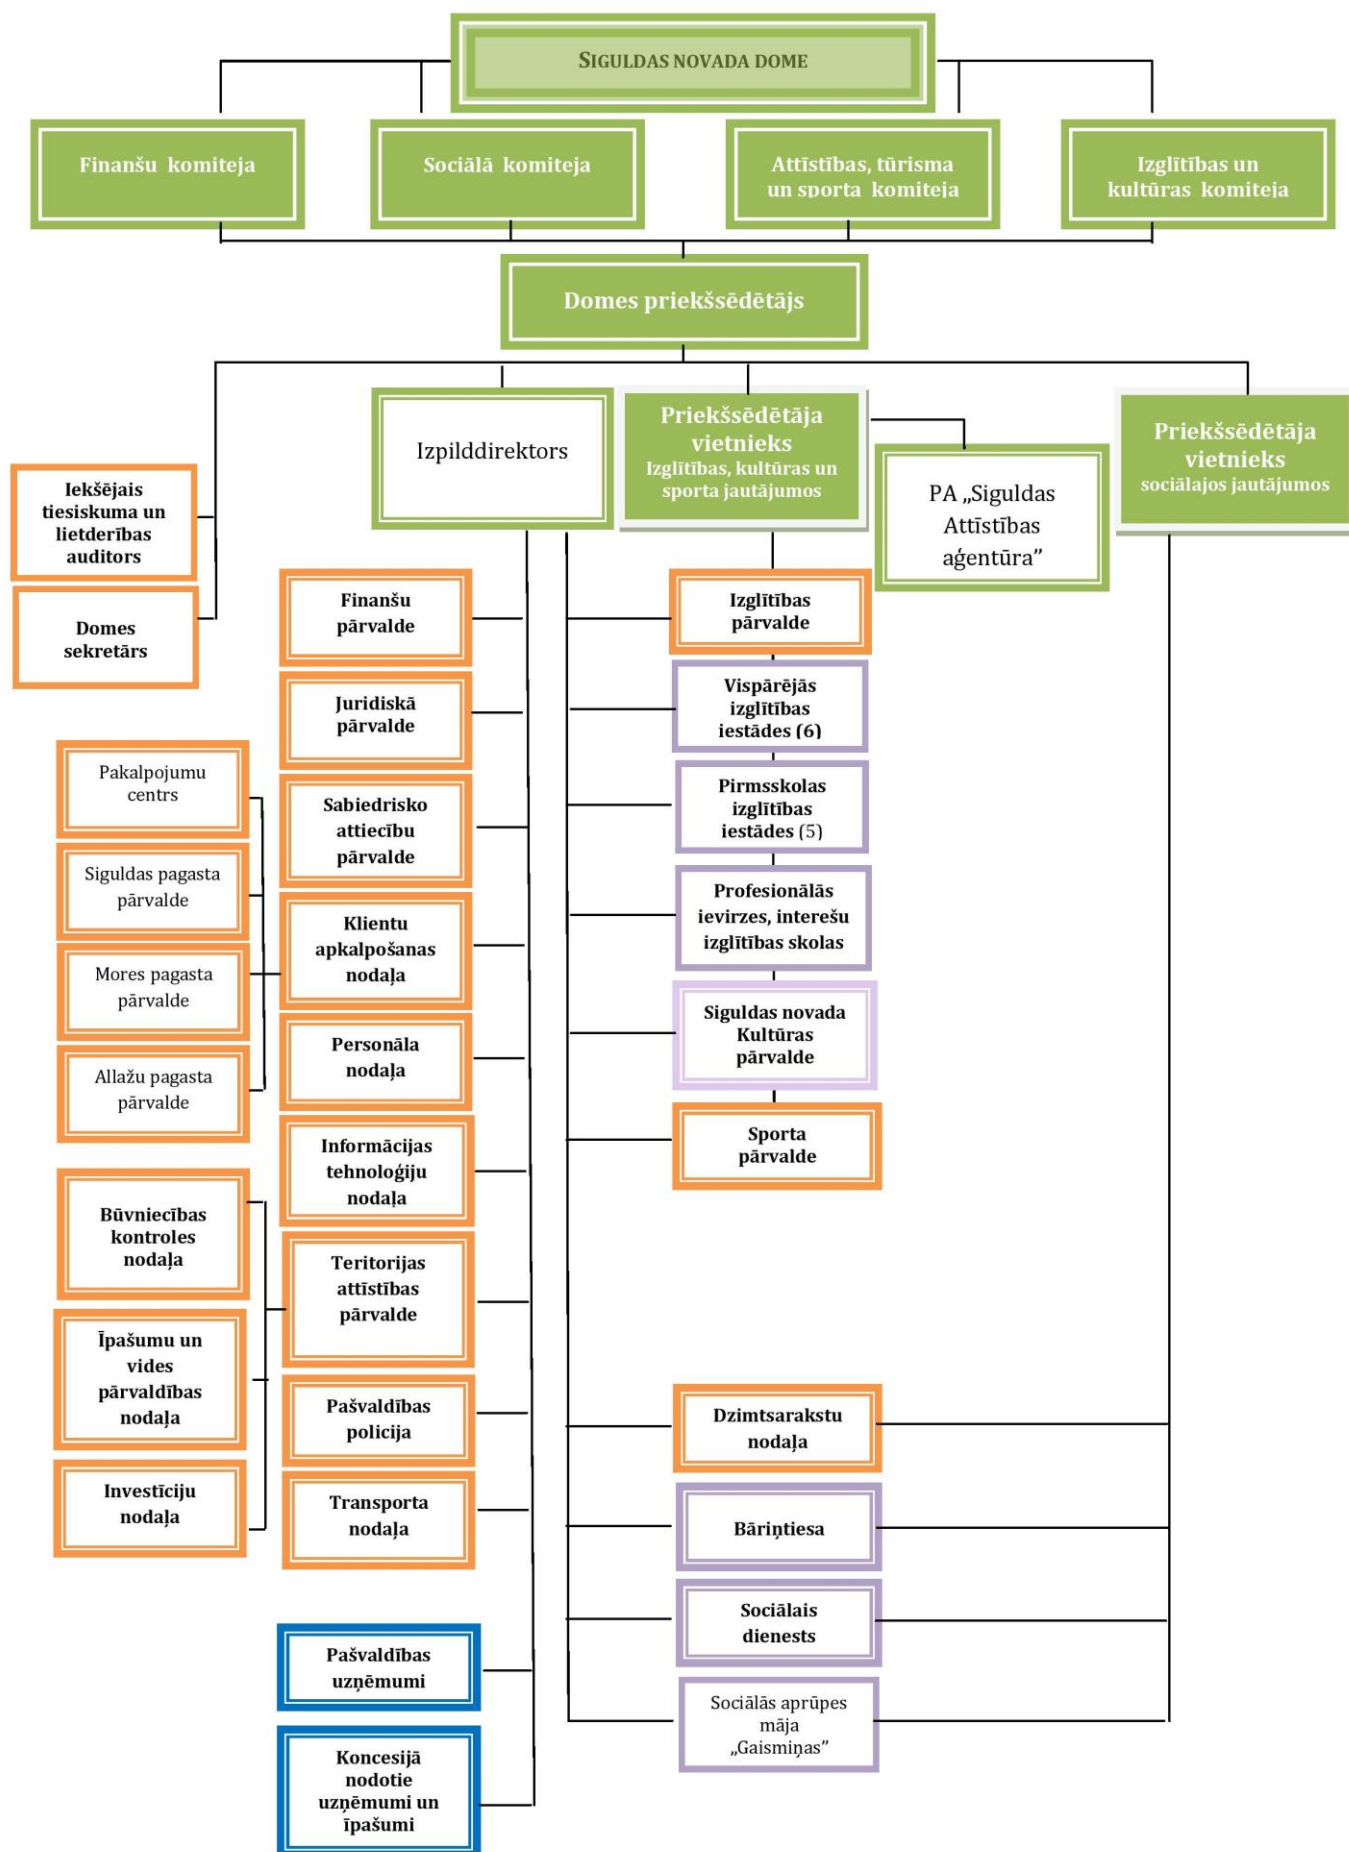 SIGULDAS NOVADA DOME
Finanšu komiteja
Sociālā komiteja
Attīstības, tūrisma
un sporta komiteja
Izglītības un
kultūras komiteja
Domes priekšsēdētājs
Izpilddirektors
Priekšsēdētāja
vietnieks
Izglītības, kultūras un
sporta jautājumos
PA „Siguldas
Attīstības
aģentūra”
Priekšsēdētāja
vietnieks
sociālajos jautājumos
Iekšējais
tiesiskuma un
lietderības
auditors
Domes
sekretārs
Finanšu
pārvalde
Juridiskā
pārvalde
Sabiedrisko
attiecību
pārvalde
Klientu
apkalpošanas
nodaļa
Personāla
nodaļa
Informācijas
tehnoloģiju
nodaļa
Teritorijas
attīstības
pārvalde
Pašvaldības
policija
Transporta
nodaļa
Pašvaldības
uzņēmumi
Koncesijā
nodotie
uzņēmumi un
īpašumi
Pakalpojumu
centrs
Siguldas pagasta
pārvalde
Mores pagasta
pārvalde
Allažu pagasta
pārvalde
Būvniecības
kontroles
nodaļa
Īpašumu un
vides
pārvaldības
nodaļa
Investīciju
nodaļa
Izglītības
pārvalde
Vispārējās
izglītības
iestādes (6)
Pirmsskolas
izglītības
iestādes (5)
Profesionālās
ievirzes, interešu
izglītības skolas
Siguldas novada
Kultūras
pārvalde
Sporta
pārvalde
Dzimtsarakstu
nodaļa
Bāriņtiesa
Sociālais
dienests
Sociālās aprūpes
māja
„Gaismiņas”